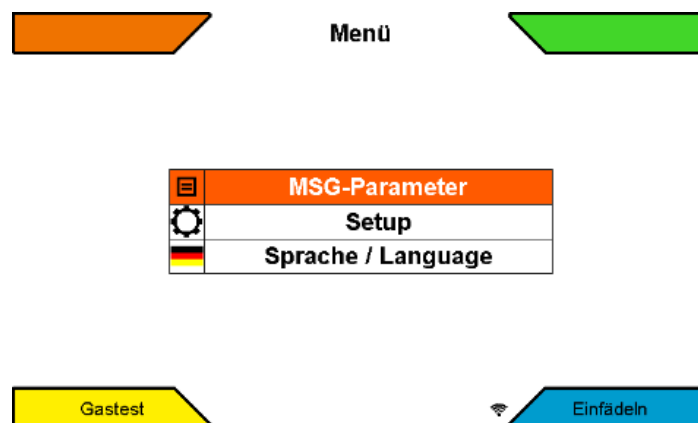 Menü
MSG-Parameter
Setup
Sprache / Language
Gastest
Einfädeln